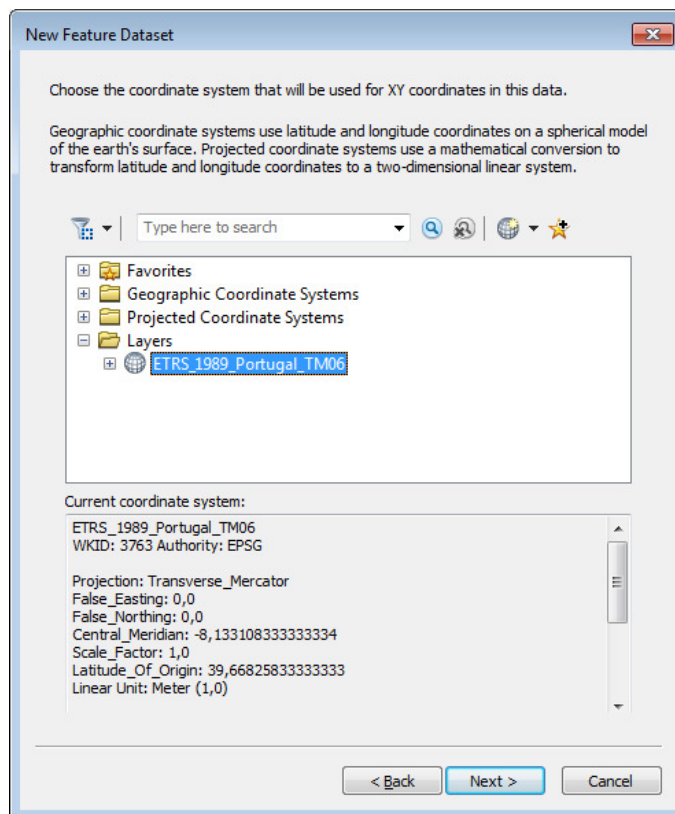 New Feature Dataset
Choose the coordinate system that will be used for XY coordinates in this data.
Geographic coordinate systems use latitude and longitude coordinates on a spherical model
of the earth's surface. Projected coordinate systems use a mathematical conversion to
transform latitude and longitude coordinates to a two-dimensional linear system.
Type here to search
Favorites
Geographic Coordinate Systems
Projected Coordinate Systems
Layers
ETRS_1989_Portugal_TM06
Current coordinate system:
ETRS_1989_Portugal_TM06
WKID: 3763 Authority: EPSG
Projection: Transverse_Mercator
False_Easting: 0,0
False_Northing: 0,0
Central_Meridian: -8,133108333333334
Scale_Factor: 1,0
Latitude_Of_Origin: 39,66825833333333
Linear Unit: Meter (1,0)
< Back Next > Cancel